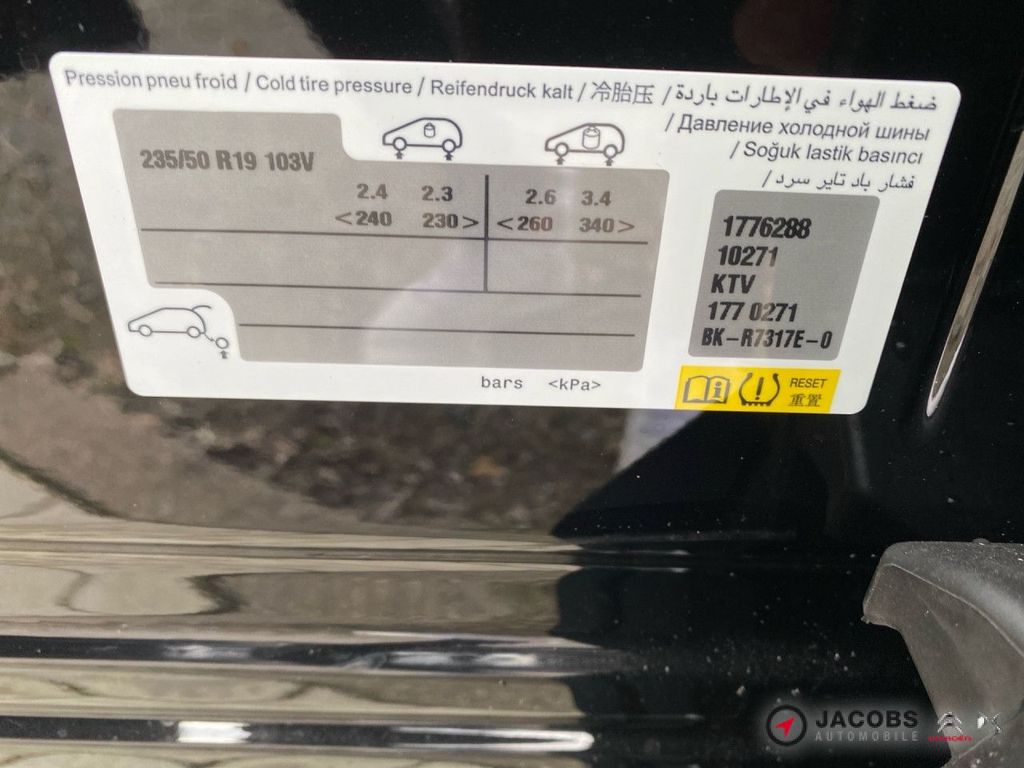 Pression pneu froid / Cold tire pressure / Reifendruck kalt / 冷胎压 / ضغط الهواء في الإطارات باردة
/ Давление холодной шины
/ Soğuk lastik basıncı
فشار باد تایر سرد /
235/50 R19 103V
2.4 2.3 2.6 3.4
<240 230> <260 340>
1776288
10271
KTV
177 0271
BK-R7317E-0
bars <kPa>
RESET
重置
JACOBS
AUTOMOBILE
CITROËN